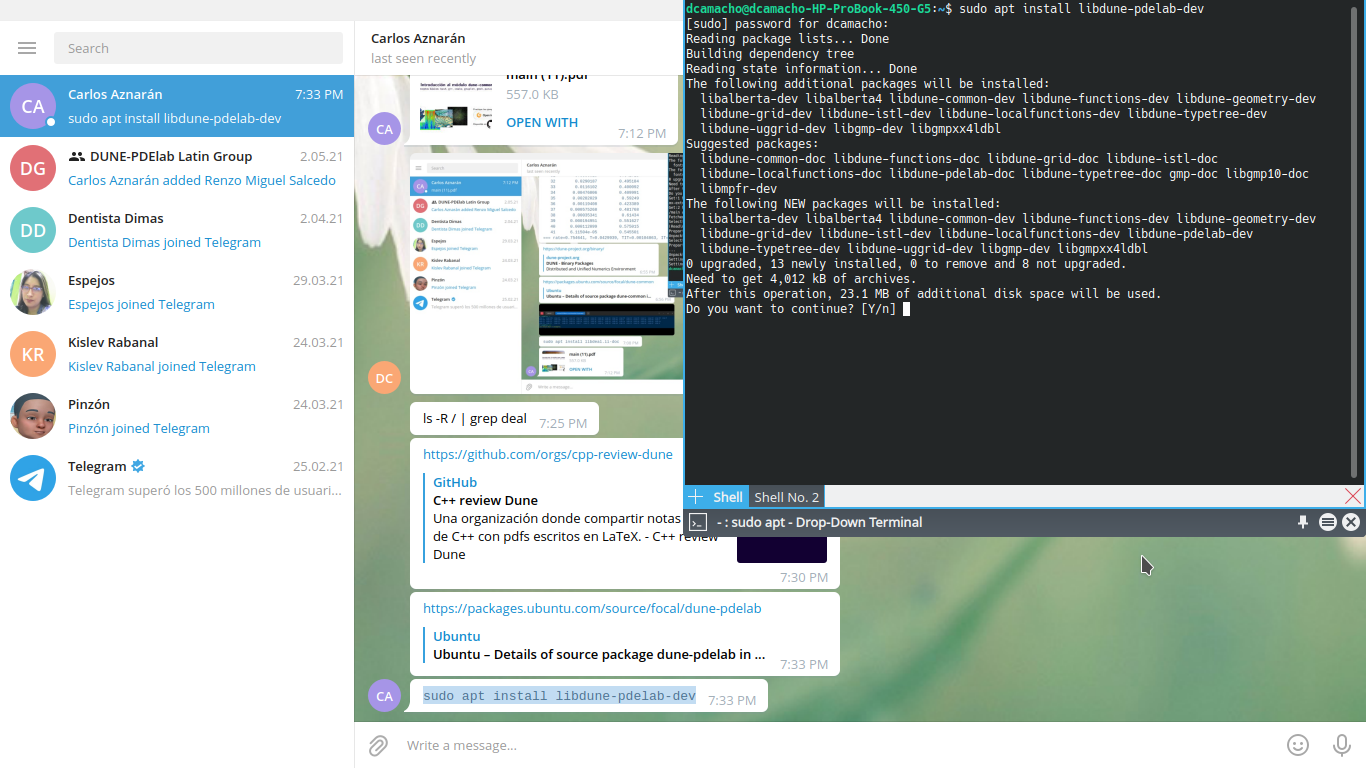 Search
CA
Carlos Aznarán
7:33 PM
sudo apt install libdune-pdelab-dev
DG
DUNE-PDElab Latin Group
2.05.21
Carlos Aznarán added Renzo Miguel Salcedo
DD
Dentista Dimas
2.04.21
Dentista Dimas joined Telegram
Espejos
29.03.21
Espejos joined Telegram
KR
Kislev Rabanal
24.03.21
Kislev Rabanal joined Telegram
Pinzón
24.03.21
Pinzón joined Telegram
Telegram
25.02.21
Telegram superó los 500 millones de usuari...
Carlos Aznarán
last seen recently
main (11).pdf
557.0 KB
OPEN WITH
7:12 PM
CA
DC
ls -R / | grep deal
7:25 PM
https://github.com/orgs/cpp-review-dune
GitHub
C++ review Dune
Una organización donde compartir notas
de C++ con pdfs escritos en LaTeX. - C++ review
Dune
7:30 PM
https://packages.ubuntu.com/source/focal/dune-pdelab
Ubuntu
Ubuntu – Details of source package dune-pdelab in ...
7:33 PM
CA
sudo apt install libdune-pdelab-dev
7:33 PM
Write a message...
dcamacho@dcamacho-HP-ProBook-450-G5:~$ sudo apt install libdune-pdelab-dev
[sudo] password for dcamacho:
Reading package lists... Done
Building dependency tree
Reading state information... Done
The following additional packages will be installed:
libalberta-dev libalberta4 libdune-common-dev libdune-functions-dev libdune-geometry-dev
libdune-grid-dev libdune-istl-dev libdune-localfunctions-dev libdune-typetree-dev
libdune-uggrid-dev libgmp-dev libgmpxx4ldbl
Suggested packages:
libdune-common-doc libdune-functions-doc libdune-grid-doc libdune-istl-doc
libdune-localfunctions-doc libdune-pdelab-doc libdune-typetree-doc gmp-doc libgmp10-doc
libmpfr-dev
The following NEW packages will be installed:
libalberta-dev libalberta4 libdune-common-dev libdune-functions-dev libdune-geometry-dev
libdune-grid-dev libdune-istl-dev libdune-localfunctions-dev libdune-pdelab-dev
libdune-typetree-dev libdune-uggrid-dev libgmp-dev libgmpxx4ldbl
0 upgraded, 13 newly installed, 0 to remove and 8 not upgraded.
Need to get 4,012 kB of archives.
After this operation, 23.1 MB of additional disk space will be used.
Do you want to continue? [Y/n]
Shell
Shell No. 2
- : sudo apt - Drop-Down Terminal